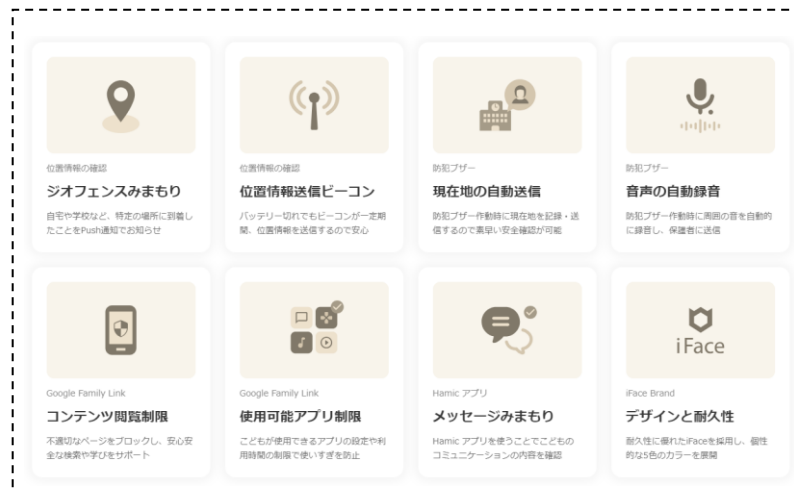 位置情報の確認
ジオフェンスみまもり
自宅や学校など、特定の場所に到着し
たことをPush通知でお知らせ
位置情報の確認
位置情報送信ビーコン
バッテリー切れでもビーコンが一定期
間、位置情報を送信するので安心
防犯ブザー
現在地の自動送信
防犯ブザー作動時に現在地を記録・送
信するので素早い安全確認が可能
防犯ブザー
音声の自動録音
防犯ブザー作動時に周囲の音を自動的
に録音し、保護者に送信
Google Family Link
コンテンツ閲覧制限
不適切なページをブロックし、安心安
全な検索や学びをサポート
Google Family Link
使用可能アプリ制限
こどもが使用できるアプリの設定や利
用時間の制限で使いすぎを防止
Hamic アプリ
メッセージみまもり
Hamic アプリを使うことでこどもの
コミュニケーションの内容を確認
iFace
iFace Brand
デザインと耐久性
耐久性に優れたiFaceを採用し、個性
的な5色のカラーを展開